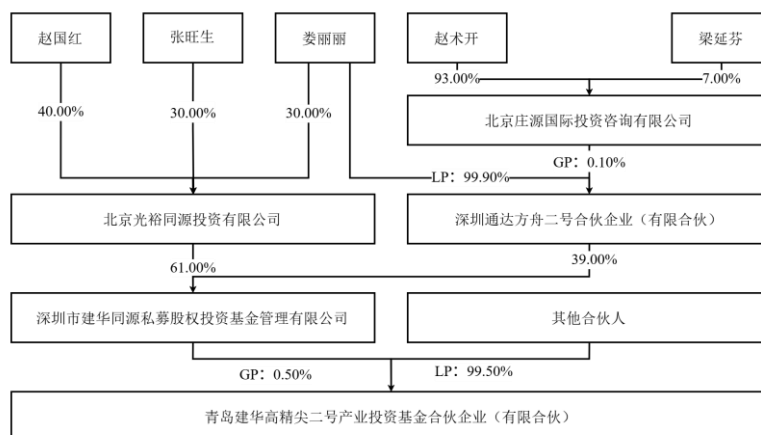 赵国红
张旺生
娄丽丽
赵术开
梁延芬
93.00%
7.00%
40.00%
30.00%
30.00%
北京庄源国际投资咨询有限公司
GP：0.10%
LP：99.90%
北京光裕同源投资有限公司
深圳通达方舟二号合伙企业（有限合伙）
61.00%
39.00%
深圳市建华同源私募股权投资基金管理有限公司
其他合伙人
GP：0.50%
LP：99.50%
青岛建华高精尖二号产业投资基金合伙企业（有限合伙）